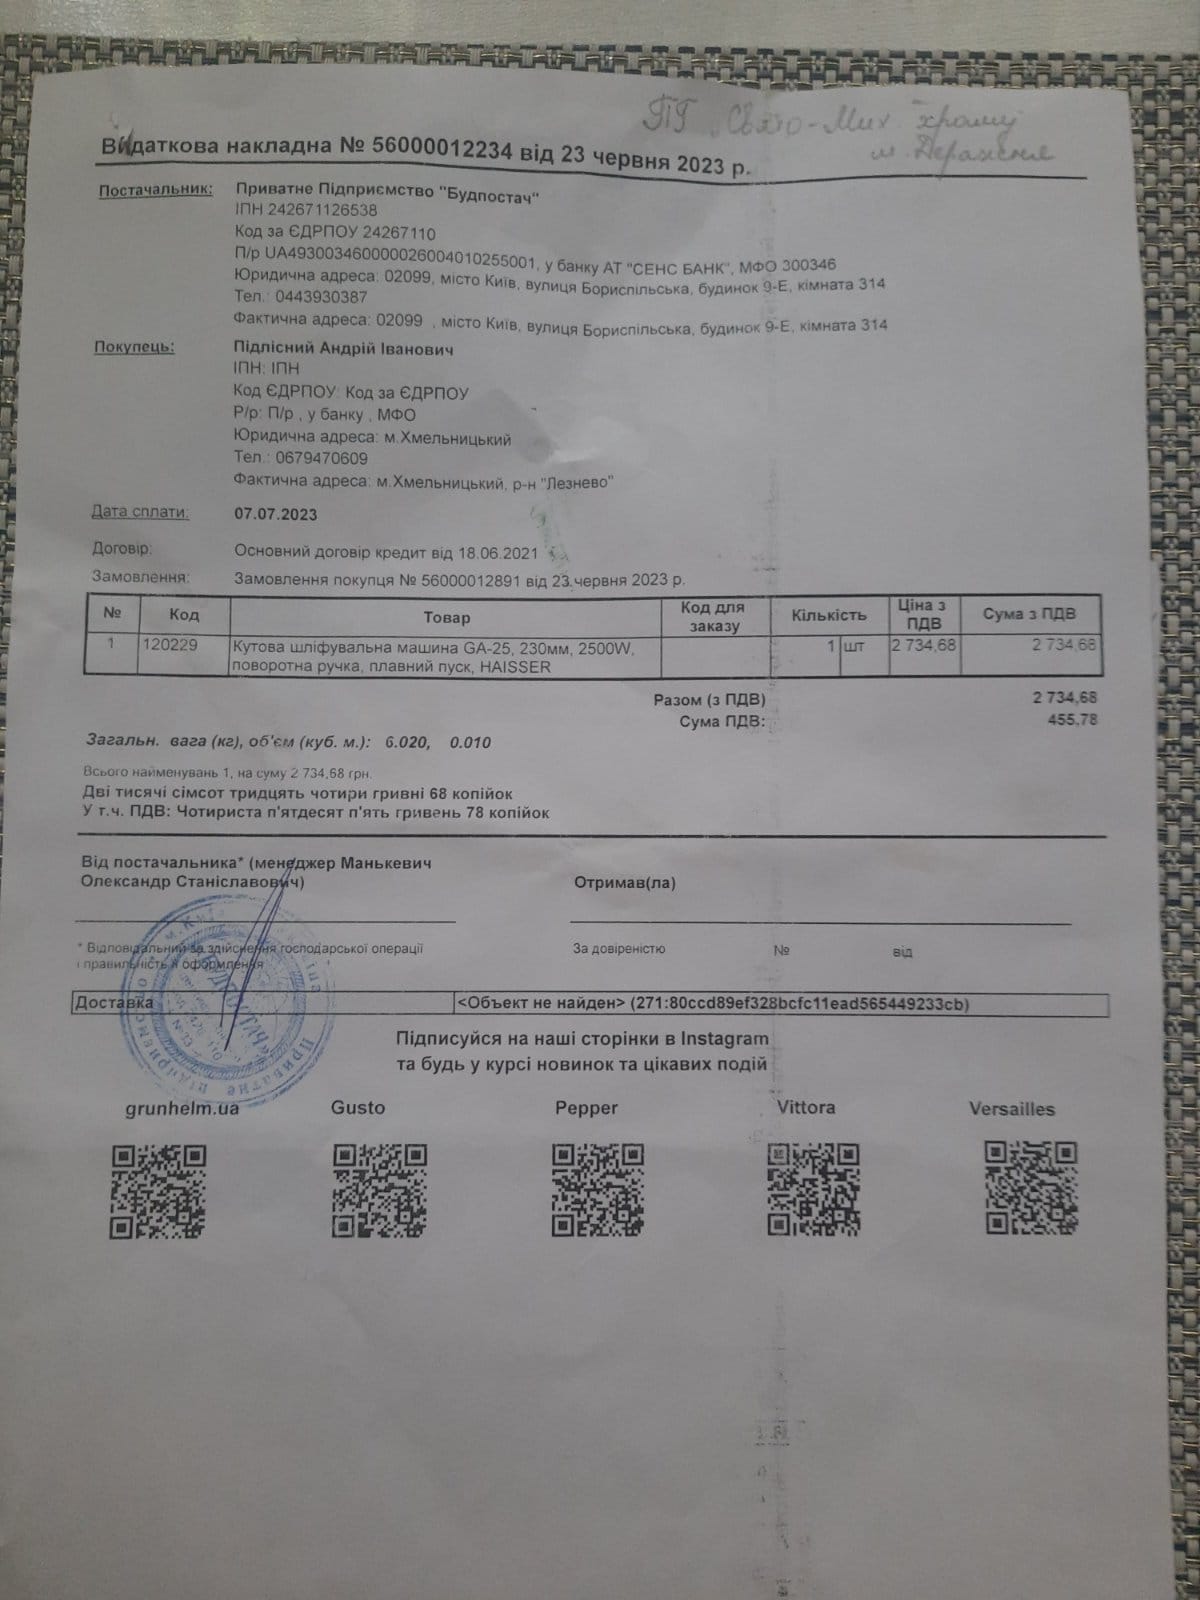 ПГ Свято-Мих. храму
м. Деражня
Видаткова накладна № 56000012234 від 23 червня 2023 р.
Постачальник: Приватне Підприємство "Будпостач"
ІПН 242671126538
Код за ЄДРПОУ 24267110
П/р UA493003460000026004010255001, у банку АТ "СЕНС БАНК", МФО 300346
Юридична адреса: 02099, місто Київ, вулиця Бориспільська, будинок 9-Е, кімната 314
Тел.: 0443930387
Фактична адреса: 02099 , місто Київ, вулиця Бориспільська, будинок 9-Е, кімната 314
Покупець: Підлісний Андрій Іванович
ІПН: ІПН
Код ЄДРПОУ: Код за ЄДРПОУ
Р/р: П/р , у банку , МФО
Юридична адреса: м.Хмельницький
Тел.: 0679470609
Фактична адреса: м.Хмельницький, р-н "Лезнево"
Дата сплати: 07.07.2023
Договір: Основний договір кредит від 18.06.2021
Замовлення: Замовлення покупця № 56000012891 від 23 червня 2023 р.
№ Код Товар Код для заказу Кількість Ціна з ПДВ Сума з ПДВ
1 120229 Кутова шліфувальна машина GA-25, 230мм, 2500W, 1 шт 2 734,68 2 734,68
поворотна ручка, плавний пуск, HAISSER
Разом (з ПДВ) 2 734,68
Сума ПДВ: 455,78
Загальн. вага (кг), об'єм (куб. м.): 6.020, 0.010
Всього найменувань 1, на суму 2 734,68 грн.
Дві тисячі сімсот тридцять чотири гривні 68 копійок
У т.ч. ПДВ: Чотириста п'ятдесят п'ять гривень 78 копійок
Від постачальника* (менеджер Манькевич
Олександр Станіславович)
Отримав(ла)
* Відповідальний за здійснення господарської операції
і правильність її оформлення
За довіреністю № від
Доставка <Объект не найден> (271:80ccd89ef328bcfc11ead565449233cb)
Підписуйся на наші сторінки в Instagram
та будь у курсі новинок та цікавих подій
grunhelm.ua Gusto Pepper Vittora Versailles